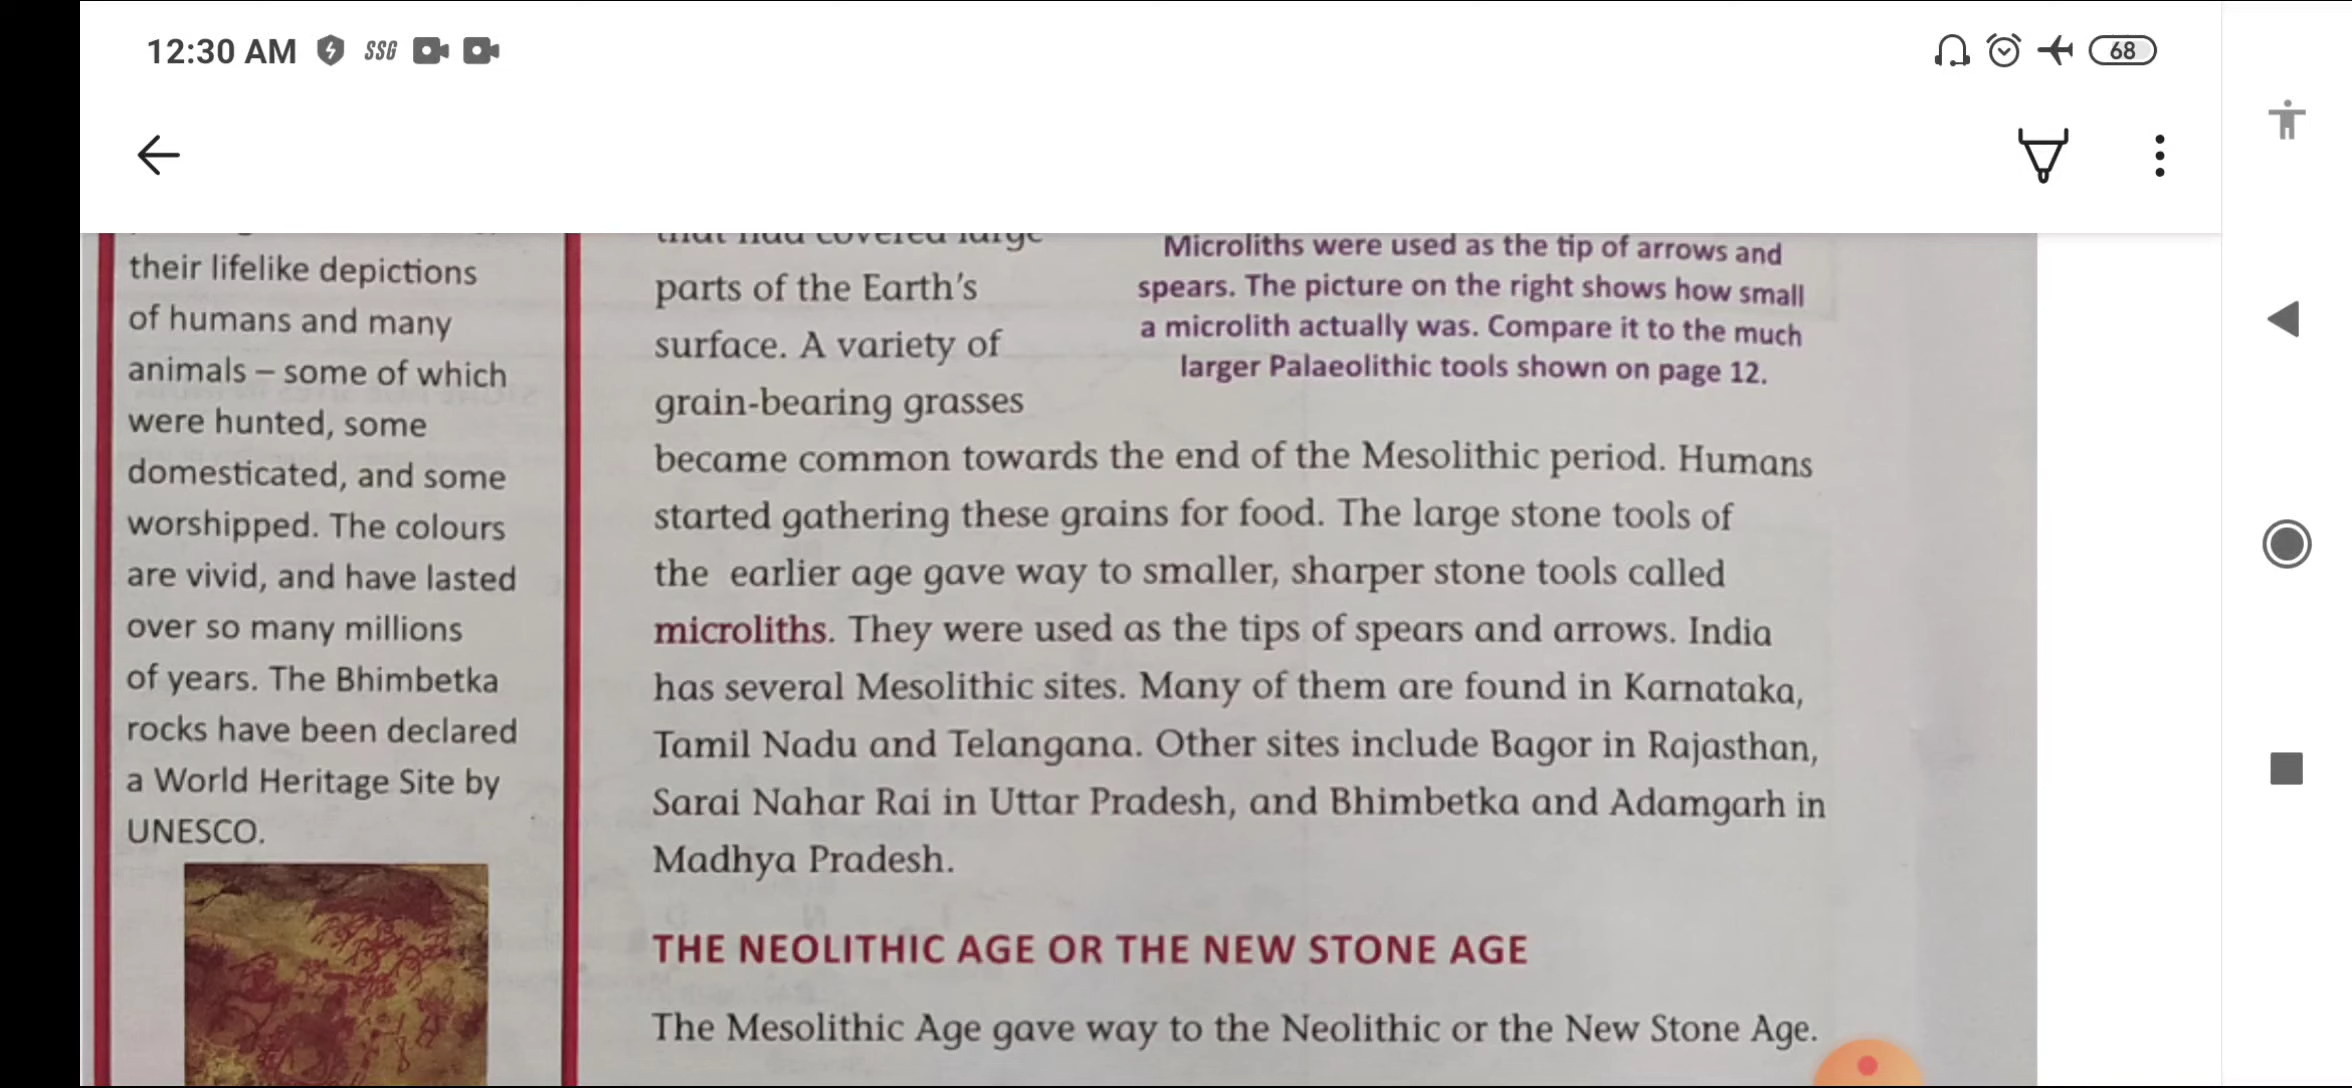 12:30 AM SSG
68
their lifelike depictions
of humans and many
animals – some of which
were hunted, some
domesticated, and some
worshipped. The colours
are vivid, and have lasted
over so many millions
of years. The Bhimbetka
rocks have been declared
a World Heritage Site by
UNESCO.
that had covered large
parts of the Earth's
surface. A variety of
grain-bearing grasses
Microliths were used as the tip of arrows and
spears. The picture on the right shows how small
a microlith actually was. Compare it to the much
larger Palaeolithic tools shown on page 12.
became common towards the end of the Mesolithic period. Humans
started gathering these grains for food. The large stone tools of
the earlier age gave way to smaller, sharper stone tools called
microliths. They were used as the tips of spears and arrows. India
has several Mesolithic sites. Many of them are found in Karnataka,
Tamil Nadu and Telangana. Other sites include Bagor in Rajasthan,
Sarai Nahar Rai in Uttar Pradesh, and Bhimbetka and Adamgarh in
Madhya Pradesh.
THE NEOLITHIC AGE OR THE NEW STONE AGE
The Mesolithic Age gave way to the Neolithic or the New Stone Age.